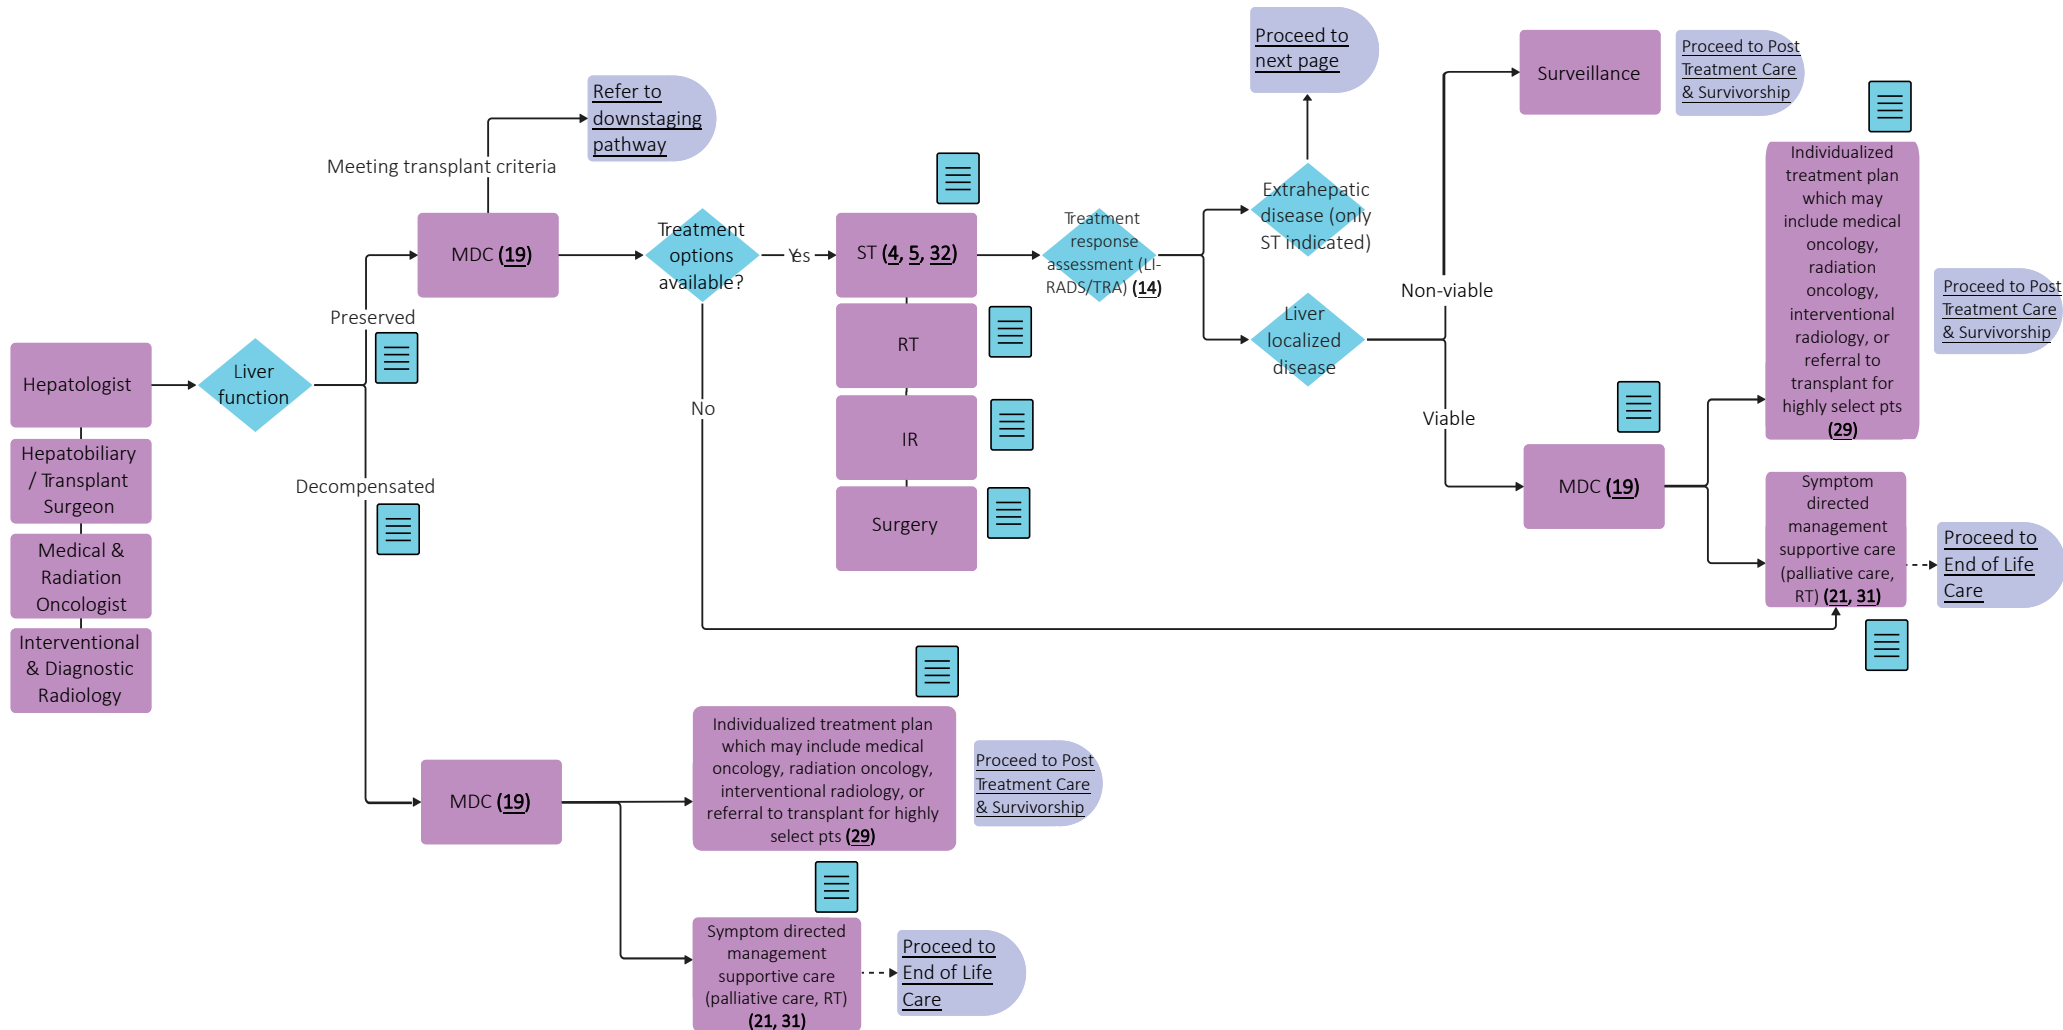 Hepatologist
Hepatobiliary
/ Transplant
Surgeon
Medical &
Radiation
Oncologist
Interventional
& Diagnostic
Radiology
Liver
function
Preserved
Decompensated
MDC (19)
Meeting transplant criteria
Refer to
downstaging
pathway
Treatment
options
available?
Yes
No
ST (4, 5, 32)
RT
IR
Surgery
Treatment
response
assessment (LI-
RADS/TRA) (14)
Extrahepatic
disease (only
ST indicated)
Proceed to
next page
Liver
localized
disease
Non-viable
Viable
Surveillance
Proceed to Post
Treatment Care
& Survivorship
MDC (19)
Individualized
treatment plan
which may
include medical
oncology,
radiation
oncology,
interventional
radiology, or
referral to
transplant for
highly select pts
(29)
Proceed to Post
Treatment Care
& Survivorship
Symptom
directed
management
supportive care
(palliative care,
RT) (21, 31)
Proceed to
End of Life
Care
MDC (19)
Individualized treatment plan
which may include medical
oncology, radiation oncology,
interventional radiology, or
referral to transplant for highly
select pts (29)
Proceed to Post
Treatment Care
& Survivorship
Symptom directed
management
supportive care
(palliative care, RT)
(21, 31)
Proceed to
End of Life
Care